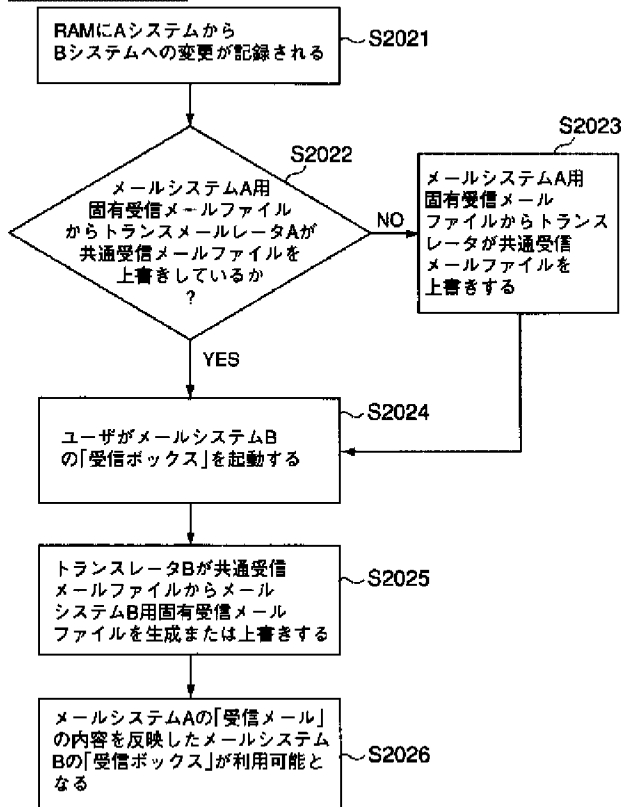 RAMにAシステムから
Bシステムへの変更が記録される
S2021
S2022
メールシステムA用
固有受信メールファイル
からトランスメールレータAが
共通受信メールファイルを
上書きしているか
?
NO
S2023
メールシステムA用
固有受信メール
ファイルからトランス
レータが共通受信
メールファイルを
上書きする
YES
S2024
ユーザがメールシステムB
の「受信ボックス」を起動する
S2025
トランスレータBが共通受信
メールファイルからメール
システムB用固有受信メール
ファイルを生成または上書きする
S2026
メールシステムAの「受信メール」
の内容を反映したメールシステム
Bの「受信ボックス」が利用可能と
なる